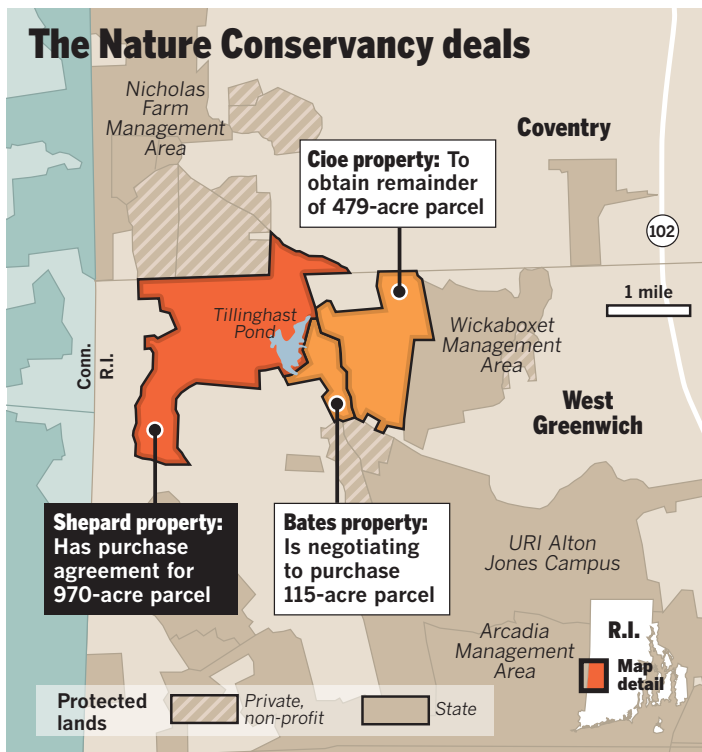 The Nature Conservancy deals
Nicholas
Farm
Management
Area
Coventry
Cioe property: To
obtain remainder
of 479-acre parcel
102
1 mile
Tillinghast
Pond
Wickaboxet
Management
Area
Conn.
R.I.
West
Greenwich
Shepard property:
Has purchase
agreement for
970-acre parcel
Bates property:
Is negotiating
to purchase
115-acre parcel
URI Alton
Jones Campus
Arcadia
Management
Area
R.I.
Map
detail
Protected
lands
Private,
non-profit
State